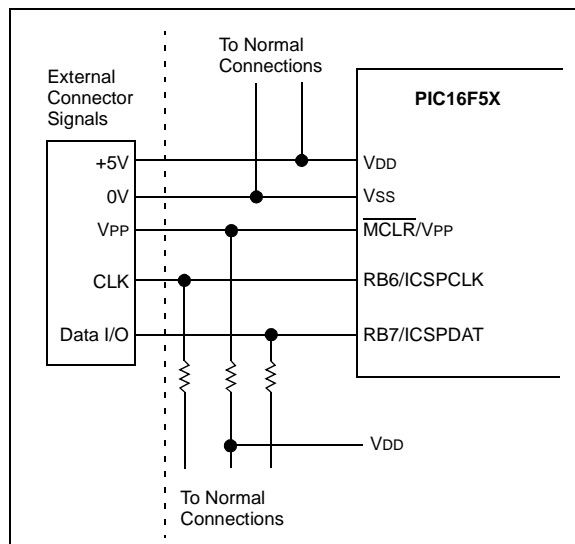 To Normal
Connections
External
Connector
Signals
PIC16F5X
+5V
VDD
0V
VSS
VPP
MCLR/VPP
CLK
RB6/ICSPCLK
Data I/O
RB7/ICSPDAT
VDD
To Normal
Connections